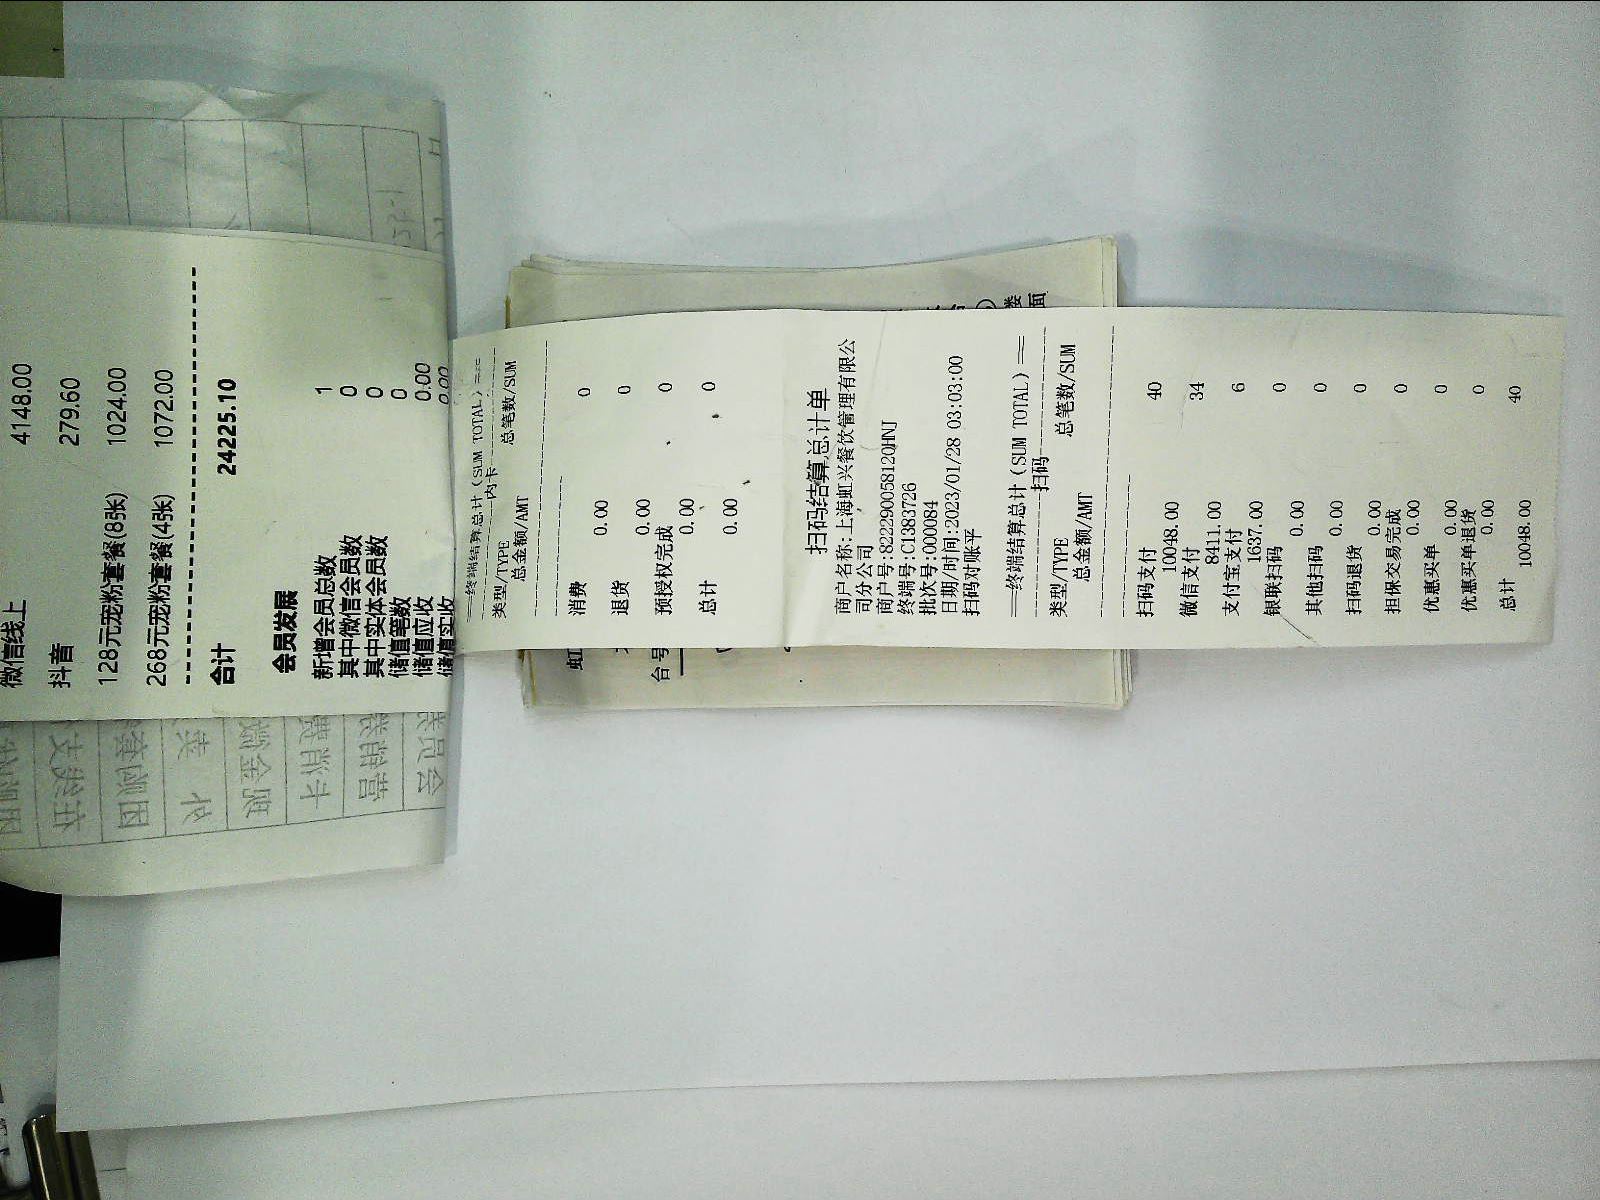 微信线上 4148.00
抖音 279.60
128元宠粉套餐(8张) 1024.00
268元宠粉套餐(4张) 1072.00
合计 24225.10
会员发展
新增会员总数 1
其中微信会员数 0
其中实体会员数 0
储值笔数 0
储值应收 0.00
储值实收 0.00
==终端结算总计(SUM TOTAL)==
内卡
类型/TYPE 总笔数/SUM
总金额/AMT
消费 0
0.00
退货 0
0.00
预授权完成 0
0.00
总计 0
0.00
扫码结算总计单
商户名称:上海虹兴餐饮管理有限公
司分公司
商户号:82229005812QHNJ
终端号:C1383726
批次号:000084
日期/时间:2023/01/28 03:03:00
扫码对账平
==终端结算总计(SUM TOTAL)==
扫码
类型/TYPE 总笔数/SUM
总金额/AMT
扫码支付 40
10048.00
微信支付 34
8411.00
支付宝支付 6
1637.00
银联扫码 0
0.00
其他扫码 0
0.00
扫码退货 0
0.00
担保交易完成 0
0.00
优惠买单 0
0.00
优惠买单退货 0
0.00
总计 40
10048.00
虹
台号
楼
面